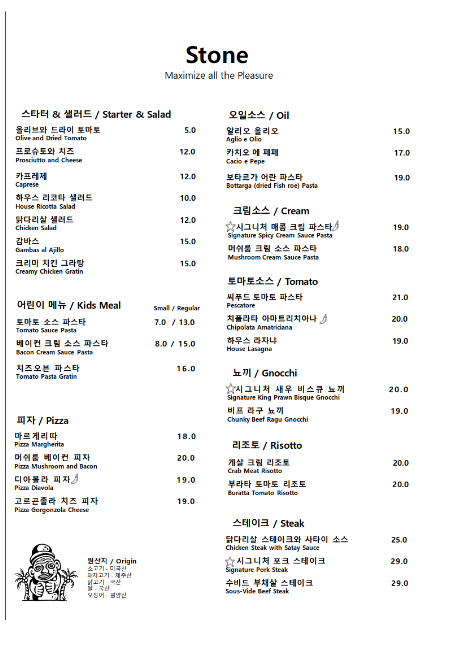 Stone
Maximize all the Pleasure
스타터 & 샐러드 / Starter & Salad
올리브와 드라이 토마토 5.0
Olive and Dried Tomato
프로슈토와 치즈 12.0
Prosciutto and Cheese
카프레제 12.0
Caprese
하우스 리코타 샐러드 10.0
House Ricotta Salad
닭다리살 샐러드 12.0
Chicken Salad
감바스 15.0
Gambas al Ajillo
크리미 치킨 그라탕 15.0
Creamy Chicken Gratin
어린이 메뉴 / Kids Meal Small / Regular
토마토 소스 파스타 7.0 / 13.0
Tomato Sauce Pasta
베이컨 크림 소스 파스타 8.0 / 15.0
Bacon Cream Sauce Pasta
치즈오븐 파스타 16.0
Tomato Pasta Gratin
피자 / Pizza
마르게리따 18.0
Pizza Margherita
머쉬룸 베이컨 피자 20.0
Pizza Mushroom and Bacon
디아볼라 피자 19.0
Pizza Diavola
고르곤졸라 치즈 피자 19.0
Pizza Gorgonzola Cheese
원산지 / Origin
소고기 - 미국산
돼지고기 - 제주산
닭고기 - 국산
쌀 - 국산
오일소스 / Oil
알리오 올리오 15.0
Aglio e Olio
카치오 에 페페 17.0
Cacio e Pepe
보타르가 어란 파스타 19.0
Bottarga (dried Fish roe) Pasta
크림소스 / Cream
시그니처 매콤 크림 파스타 19.0
Signature Spicy Cream Sauce Pasta
머쉬룸 크림 소스 파스타 18.0
Mushroom Cream Sauce Pasta
토마토소스 / Tomato
씨푸드 토마토 파스타 21.0
Pescatore
치폴라타 아마트리치아나 20.0
Chipolata Amatriciana
하우스 라자냐 19.0
House Lasagna
뇨끼 / Gnocchi
시그니처 새우 비스큐 뇨끼 20.0
Signature King Prawn Bisque Gnocchi
비프 라구 뇨끼 19.0
Chunky Beef Ragu Gnocchi
리조토 / Risotto
게살 크림 리조토 20.0
Crab Meat Risotto
부라타 토마토 리조토 20.0
Buratta Tomato Risotto
스테이크 / Steak
닭다리살 스테이크와 사타이 소스 25.0
Chicken Steak with Satay Sauce
시그니처 포크 스테이크 29.0
Signature Pork Steak
수비드 부채살 스테이크 29.0
Sous-Vide Beef Steak